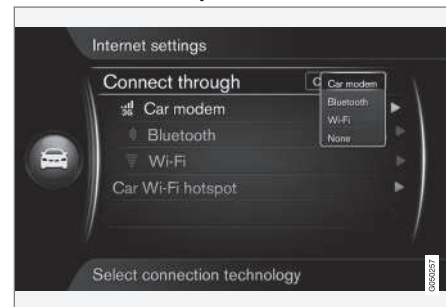 Internet settings
Connect through
Car modem
Bluetooth
Wi-Fi
None
3G Car modem
Bluetooth
Wi-Fi
Car Wi-Fi hotspot
Select connection technology
G050257